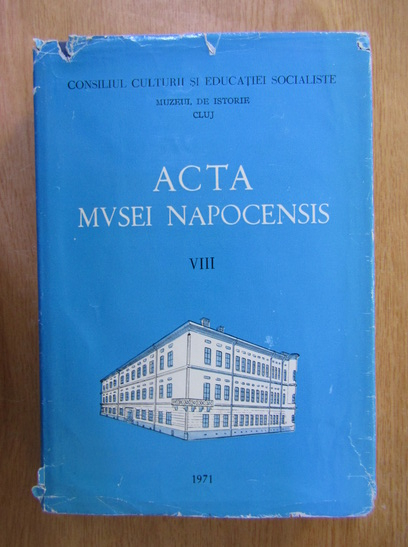 CONSILIUL CULTURII ȘI EDUCAȚIEI SOCIALISTE
MUZEUL DE ISTORIE
CLUJ
ACTA
MVSEI NAPOCENSIS
VIII
1971